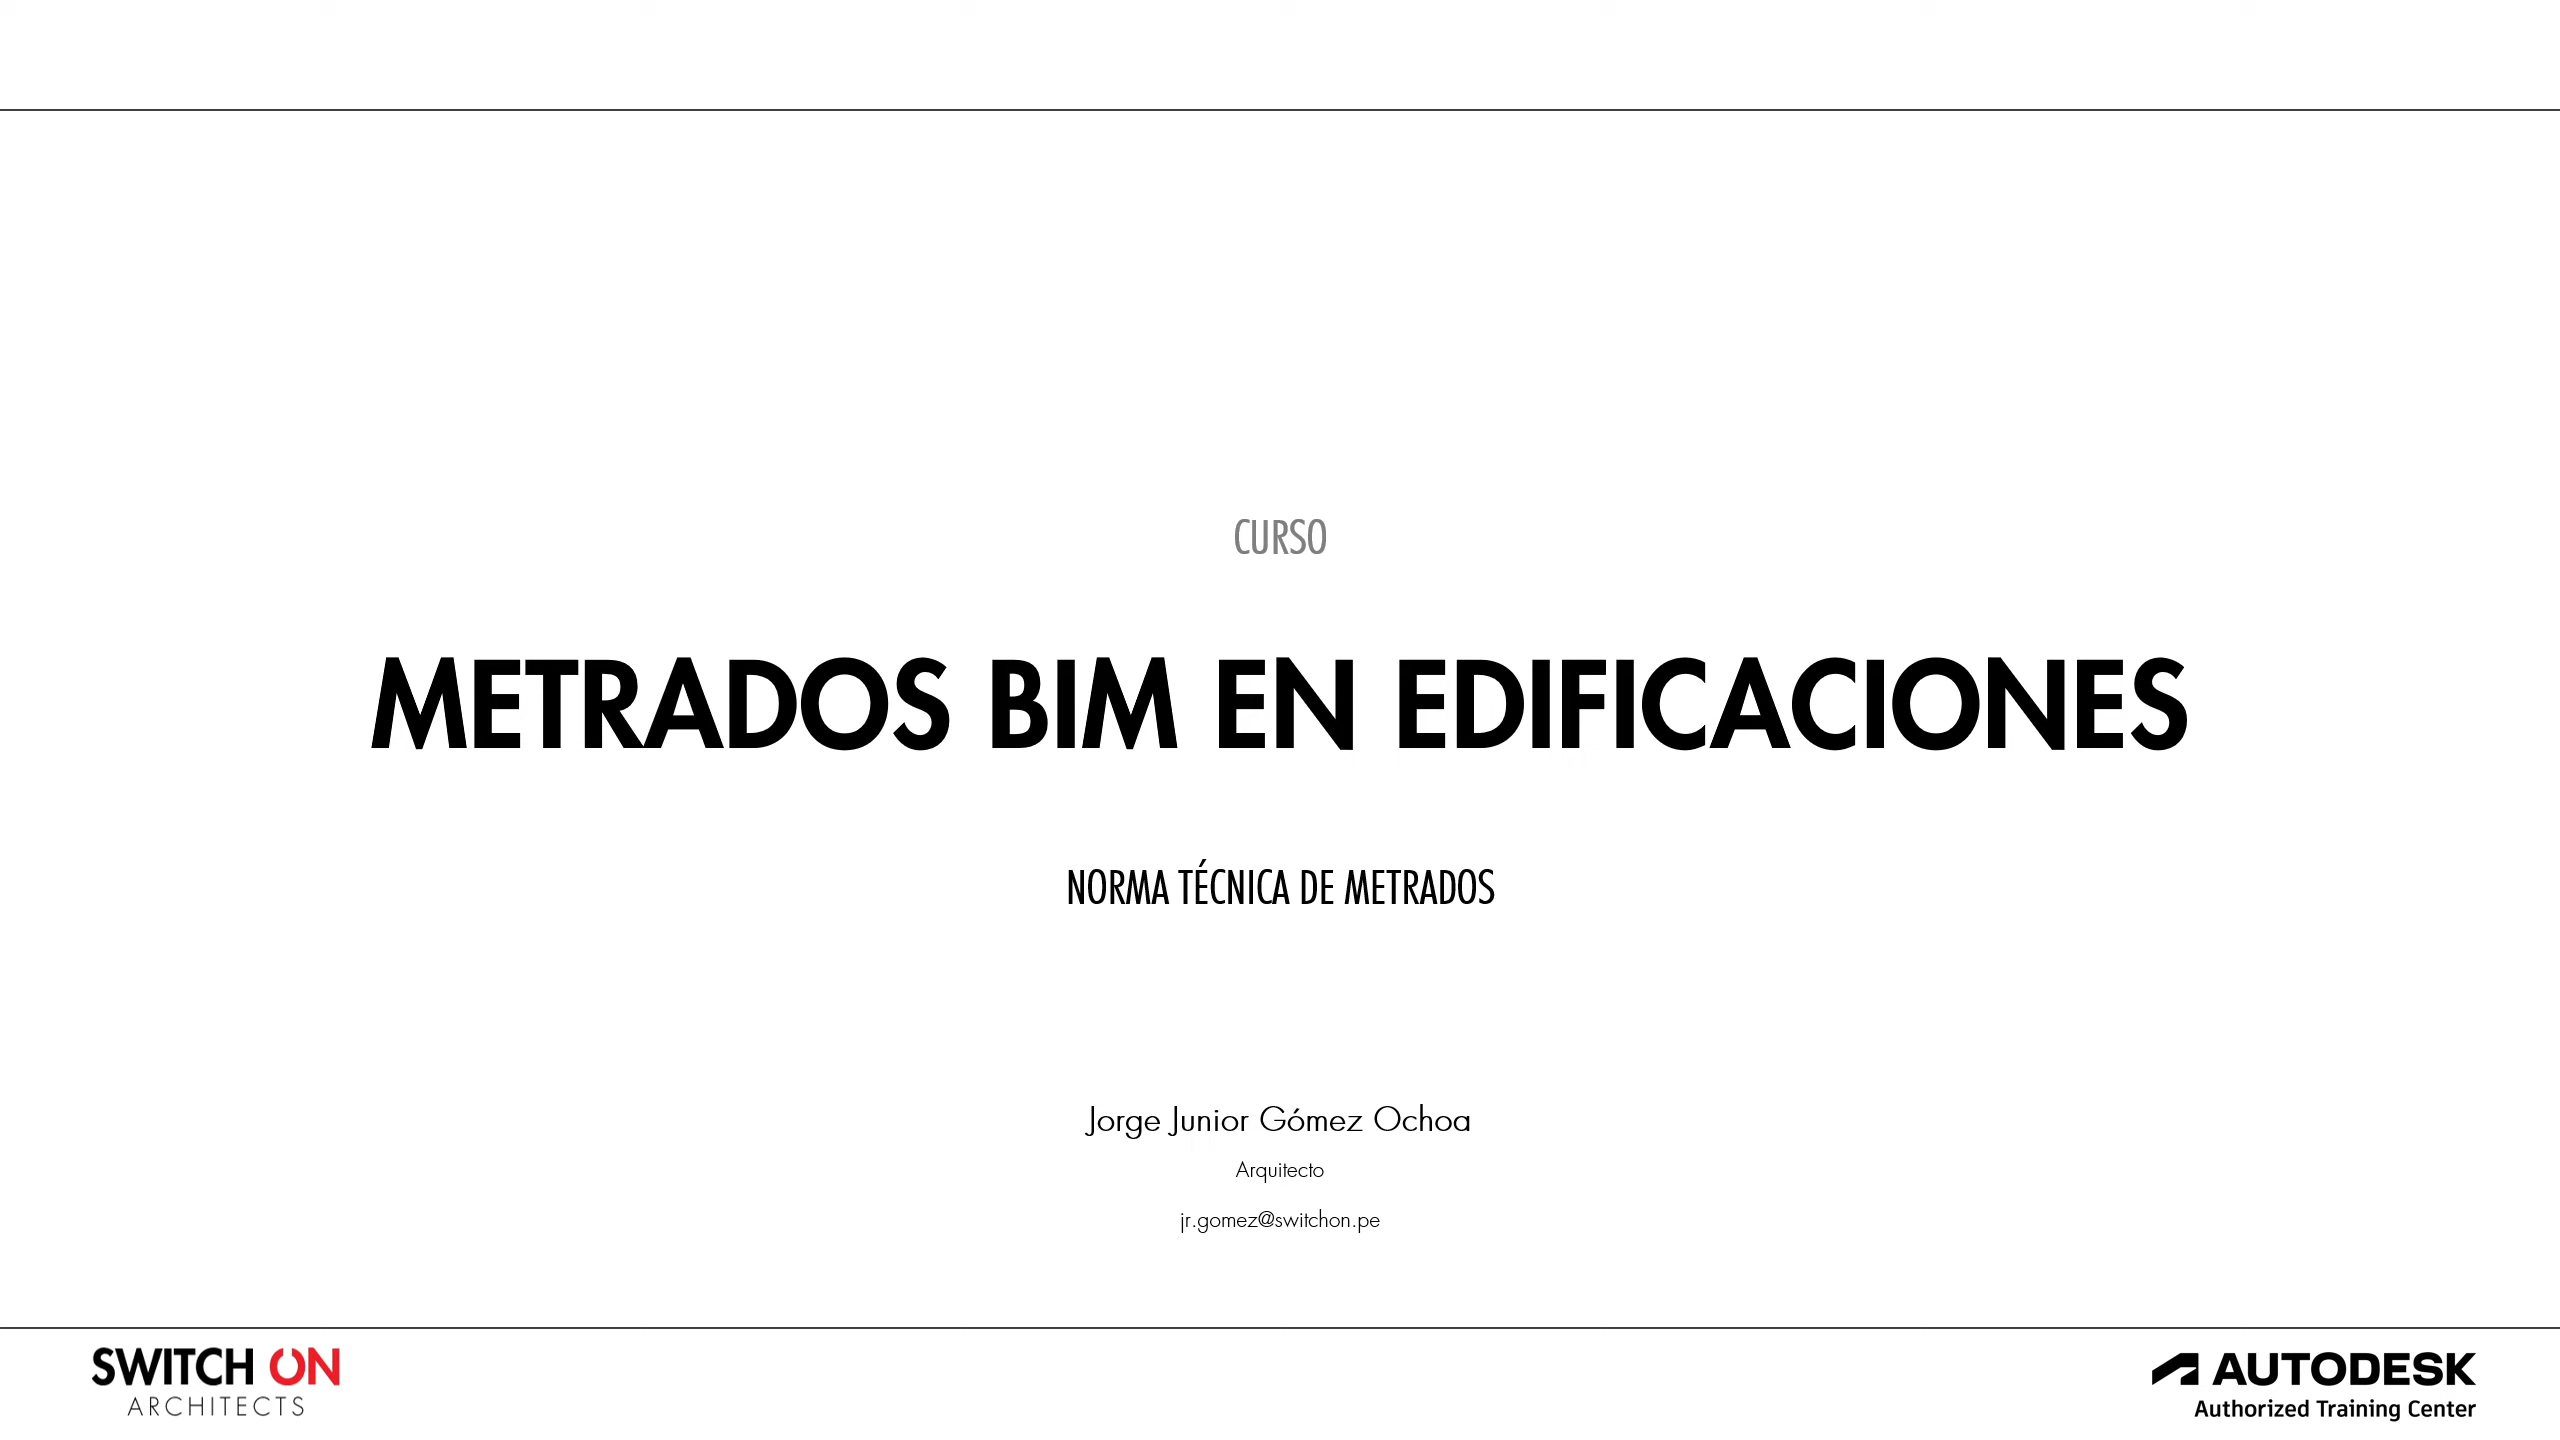 CURSO
METRADOS BIM EN EDIFICACIONES
NORMA TÉCNICA DE METRADOS
Jorge Junior Gómez Ochoa
Arquitecto
jr.gomez@switchon.pe
SWITCH ON
ARCHITECTS
AUTODESK
Authorized Training Center